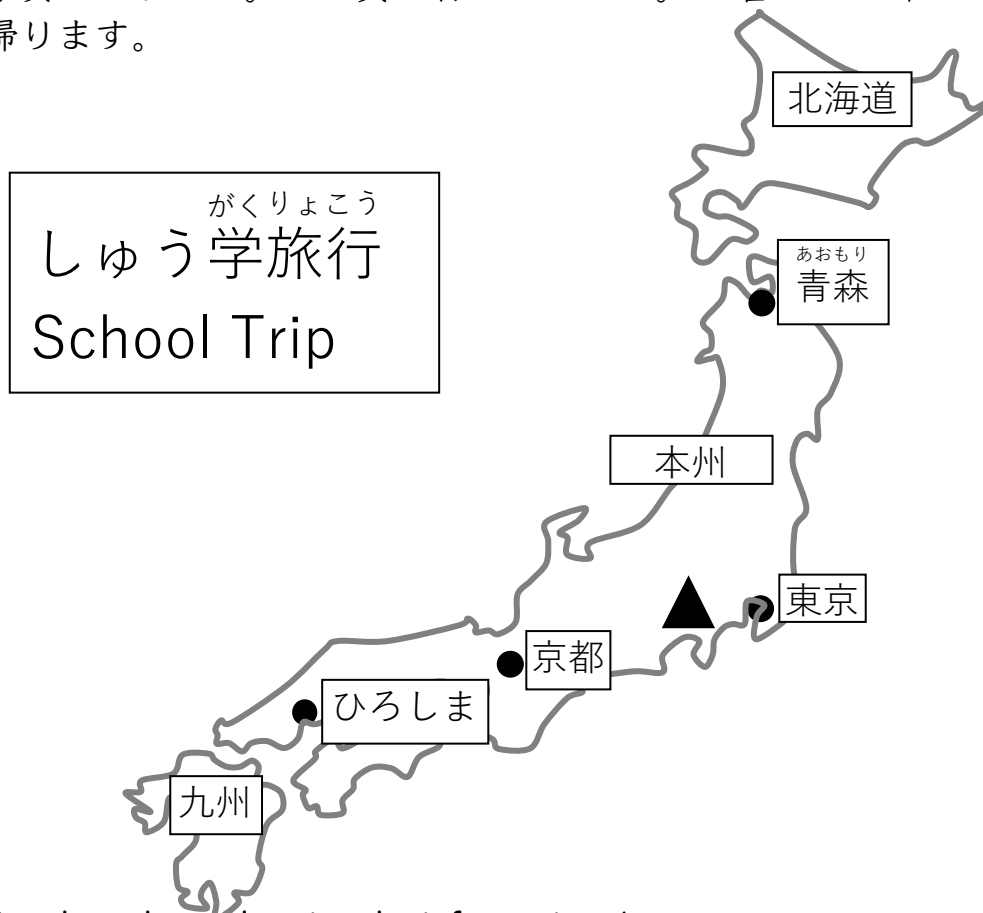 帰ります。
北海道
がくりょこう
しゅう学旅行
School Trip
あおもり
青森
本州
東京
京都
ひろしま
九州